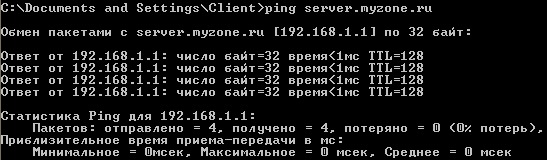 C:\Documents and Settings\Client>ping server.myzone.ru
Обмен пакетами с server.myzone.ru [192.168.1.1] по 32 байт:
Ответ от 192.168.1.1: число байт=32 время<1мс TTL=128
Ответ от 192.168.1.1: число байт=32 время<1мс TTL=128
Ответ от 192.168.1.1: число байт=32 время<1мс TTL=128
Ответ от 192.168.1.1: число байт=32 время<1мс TTL=128
Статистика Ping для 192.168.1.1:
Пакетов: отправлено = 4, получено = 4, потеряно = 0 (0% потерь),
Приблизительное время приема-передачи в мс:
Минимальное = 0мсек, Максимальное = 0 мсек, Среднее = 0 мсек